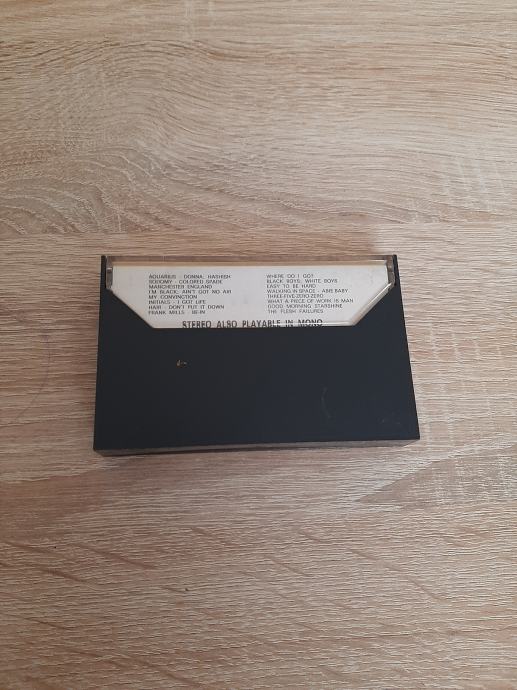 AQUARIUS - DONNA, HASHISH
SODOMY - COLORED SPADE
MANCHESTER ENGLAND
I'M BLACK, AIN'T GOT NO AIR
MY CONVINCTION
INITIALS - I GOT LIFE
HAIR - DON'T PUT IT DOWN
FRANK MILLS - BE-IN
WHERE DO I GO?
BLACK BOYS, WHITE BOYS
EASY TO BE HARD
WALKING IN SPACE - ABIE BABY
THREE-FIVE-ZERO-ZERO
WHAT A PIECE OF WORK IS MAN
GOOD MORNING STARSHINE
THE FLESH FAILURES
STEREO ALSO PLAYABLE IN MONO